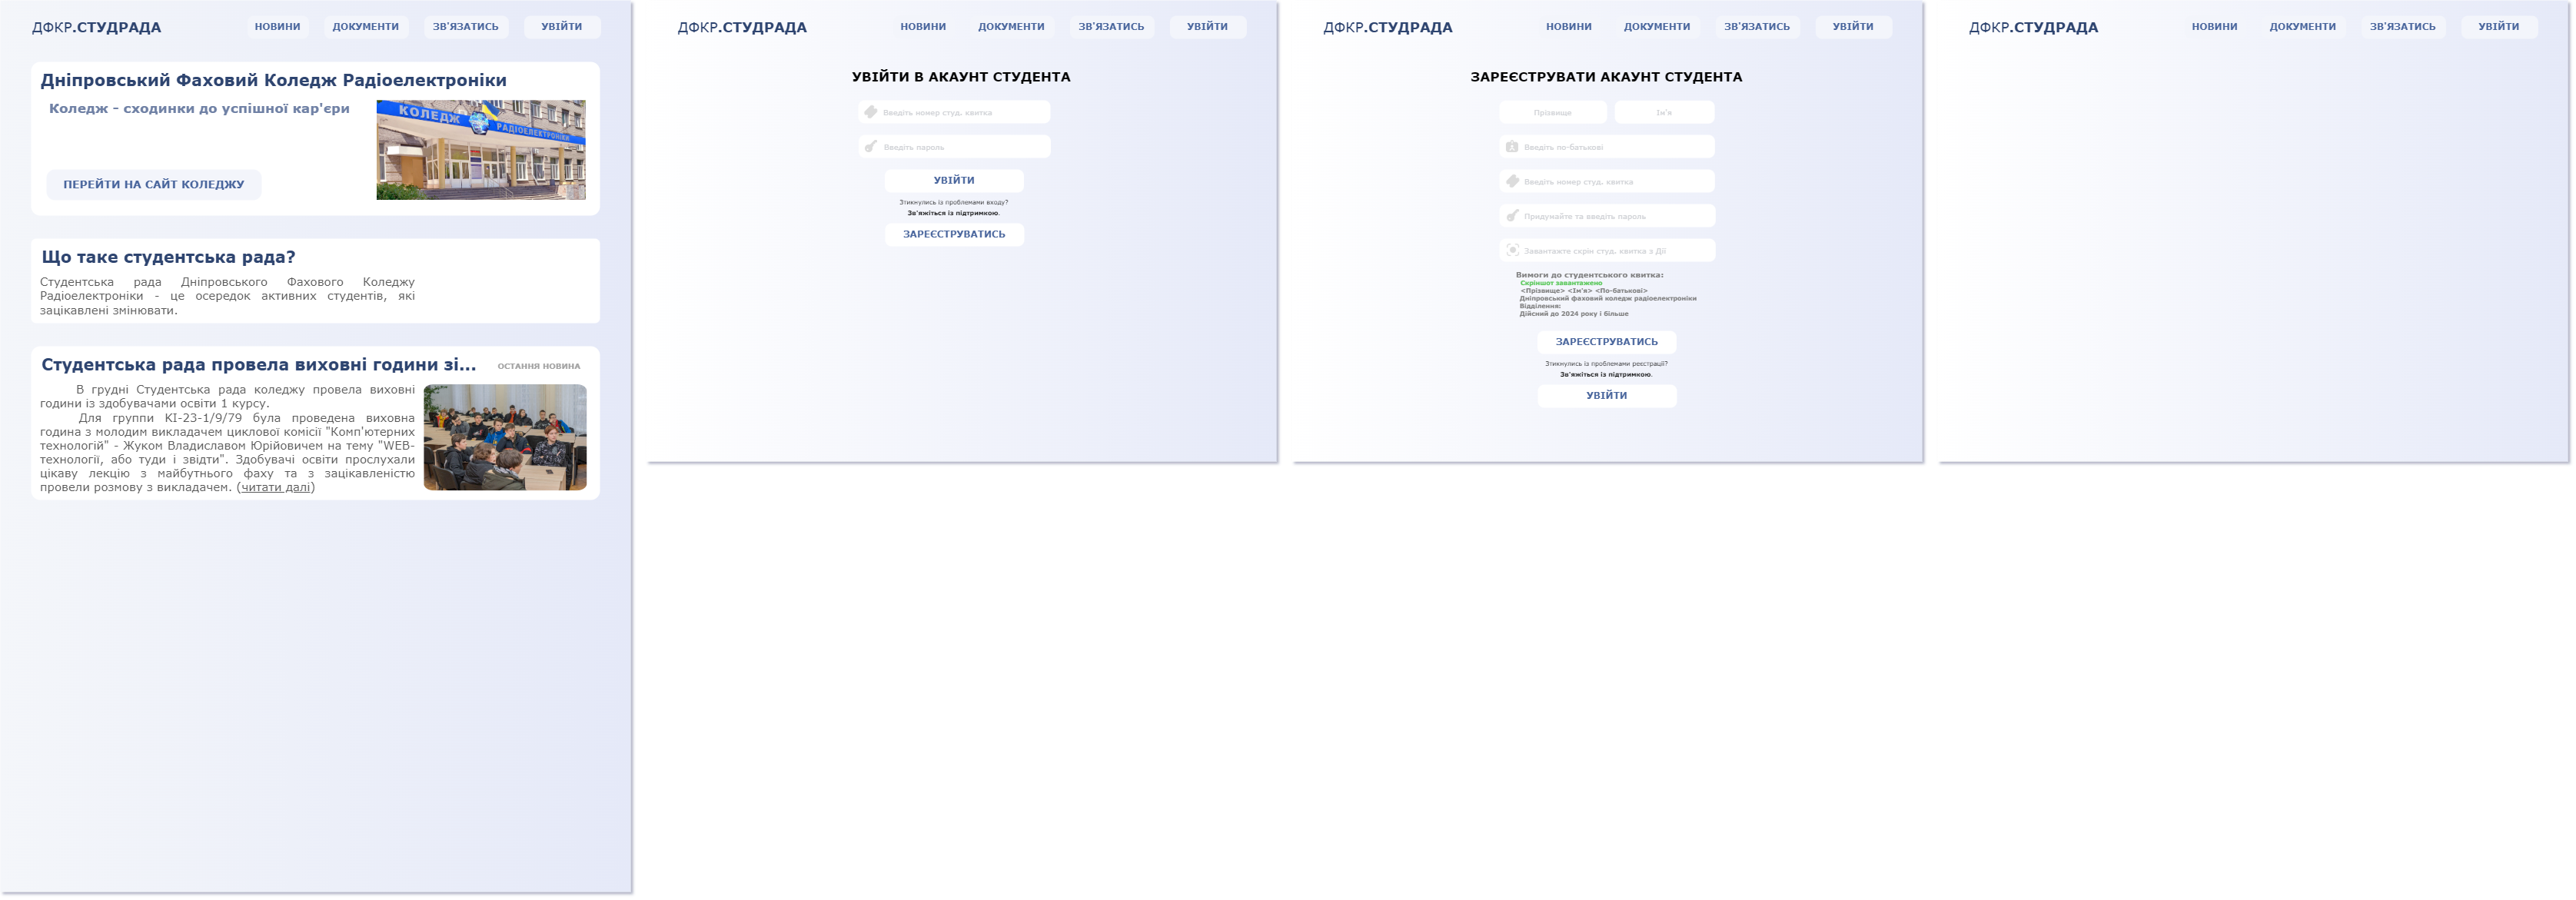 ДФКР.СТУДРАДА
НОВИНИ
ДОКУМЕНТИ
ЗВ'ЯЗАТИСЬ
УВІЙТИ
Дніпровський Фаховий Коледж Радіоелектроніки
Коледж - сходинки до успішної кар'єри
КОЛЕДЖ
РАДІОЕЛЕКТРОНІКИ
ПЕРЕЙТИ НА САЙТ КОЛЕДЖУ
Що таке студентська рада?
Студентська рада Дніпровського Фахового Коледжу
Радіоелектроніки - це осередок активних студентів, які
зацікавлені змінювати.
Студентська рада провела виховні години зі...
ОСТАННЯ НОВИНА
В грудні Студентська рада коледжу провела виховні
години із здобувачами освіти 1 курсу.
Для группи КІ-23-1/9/79 була проведена виховна
година з молодим викладачем циклової комісії "Комп'ютерних
технологій" - Жуком Владиславом Юрійовичем на тему "WEB-
технології, або туди і звідти". Здобувачі освіти прослухали
цікаву лекцію з майбутнього фаху та з зацікавленістю
провели розмову з викладачем. (читати далі)
ДФКР.СТУДРАДА
НОВИНИ
ДОКУМЕНТИ
ЗВ'ЯЗАТИСЬ
УВІЙТИ
УВІЙТИ В АКАУНТ СТУДЕНТА
Введіть номер студ. квитка
Введіть пароль
УВІЙТИ
Зтикнулись із проблемами входу?
Зв'яжіться із підтримкою.
ЗАРЕЄСТРУВАТИСЬ
ДФКР.СТУДРАДА
НОВИНИ
ДОКУМЕНТИ
ЗВ'ЯЗАТИСЬ
УВІЙТИ
ЗАРЕЄСТРУВАТИ АКАУНТ СТУДЕНТА
Прізвище
Ім'я
Введіть по-батькові
Введіть номер студ. квитка
Придумайте та введіть пароль
Завантажте скрін студ. квитка з Дії
Вимоги до студентського квитка:
Скріншот завантажено
<Прізвище> <Ім'я> <По-батькові>
Дніпровський фаховий коледж радіоелектроніки
Відділення:
Дійсний до 2024 року і більше
ЗАРЕЄСТРУВАТИСЬ
Зтикнулись із проблемами реєстрації?
Зв'яжіться із підтримкою.
УВІЙТИ
ДФКР.СТУДРАДА
НОВИНИ
ДОКУМЕНТИ
ЗВ'ЯЗАТИСЬ
УВІЙТИ